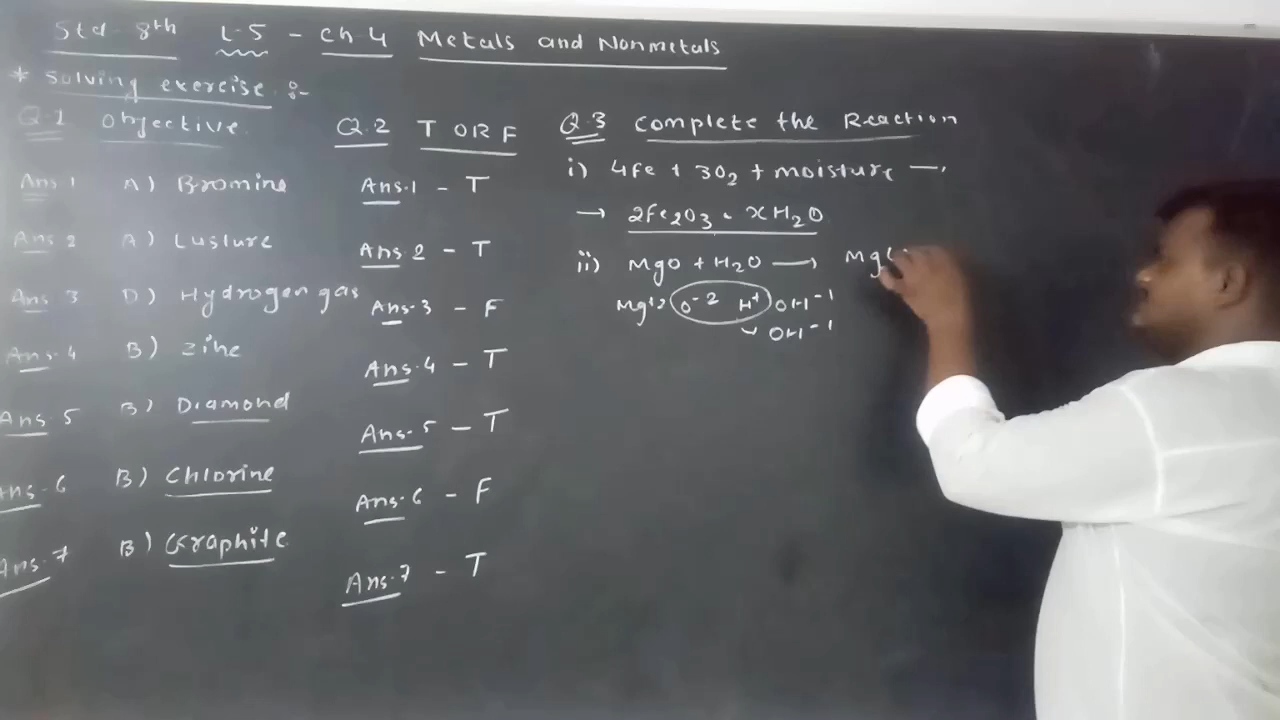 Std - 8th L.5 - Ch.4 Metals and Nonmetals
* Solving exercise :-
Q.1 Objective.
Ans.1 A) Bromine
Ans.2 A) Lusture
Ans.3 D) Hydrogen gas
Ans.4 B) Zinc
Ans.5 B) Diamond
Ans.6 B) Chlorine
Ans.7 B) Graphite
Q.2 T OR F
Ans.1 - T
Ans.2 - T
Ans.3 - F
Ans.4 - T
Ans.5 - T
Ans.6 - F
Ans.7 - T
Q.3 Complete the Reaction
i) 4Fe + 3O₂ + moisture →
→ 2Fe₂O₃ . xH₂O
ii) MgO + H₂O → Mg
Mg⁺² O⁻² H⁺ OH⁻¹
OH⁻¹